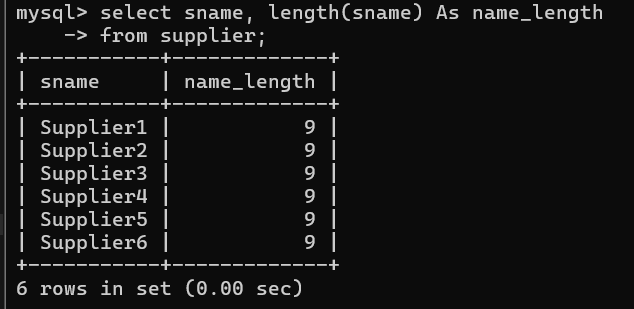 mysql> select sname, length(sname) As name_length
    -> from supplier;
+-----------+-------------+
| sname     | name_length |
+-----------+-------------+
| Supplier1 |           9 |
| Supplier2 |           9 |
| Supplier3 |           9 |
| Supplier4 |           9 |
| Supplier5 |           9 |
| Supplier6 |           9 |
+-----------+-------------+
6 rows in set (0.00 sec)